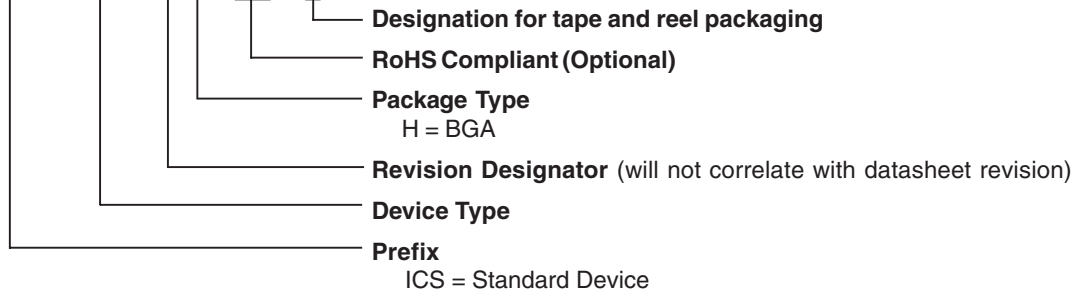 Designation for tape and reel packaging
RoHS Compliant (Optional)
Package Type
H = BGA
Revision Designator (will not correlate with datasheet revision)
Device Type
Prefix
ICS = Standard Device